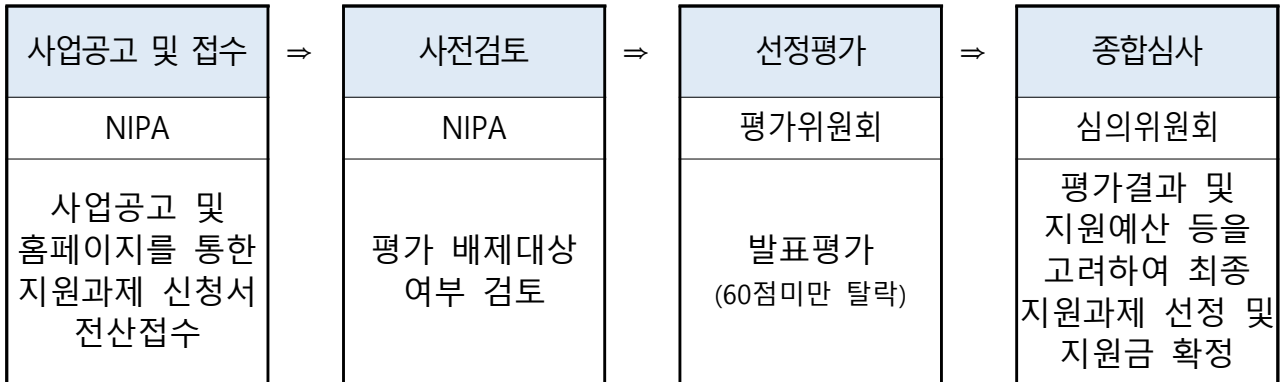 사업공고 및 접수 ⇒ 사전검토 ⇒ 선정평가 ⇒ 종합심사
NIPA
NIPA
평가위원회
심의위원회
사업공고 및
홈페이지를 통한
지원과제 신청서
전산접수
평가 배제대상
여부 검토
발표평가
(60점미만 탈락)
평가결과 및
지원예산 등을
고려하여 최종
지원과제 선정 및
지원금 확정